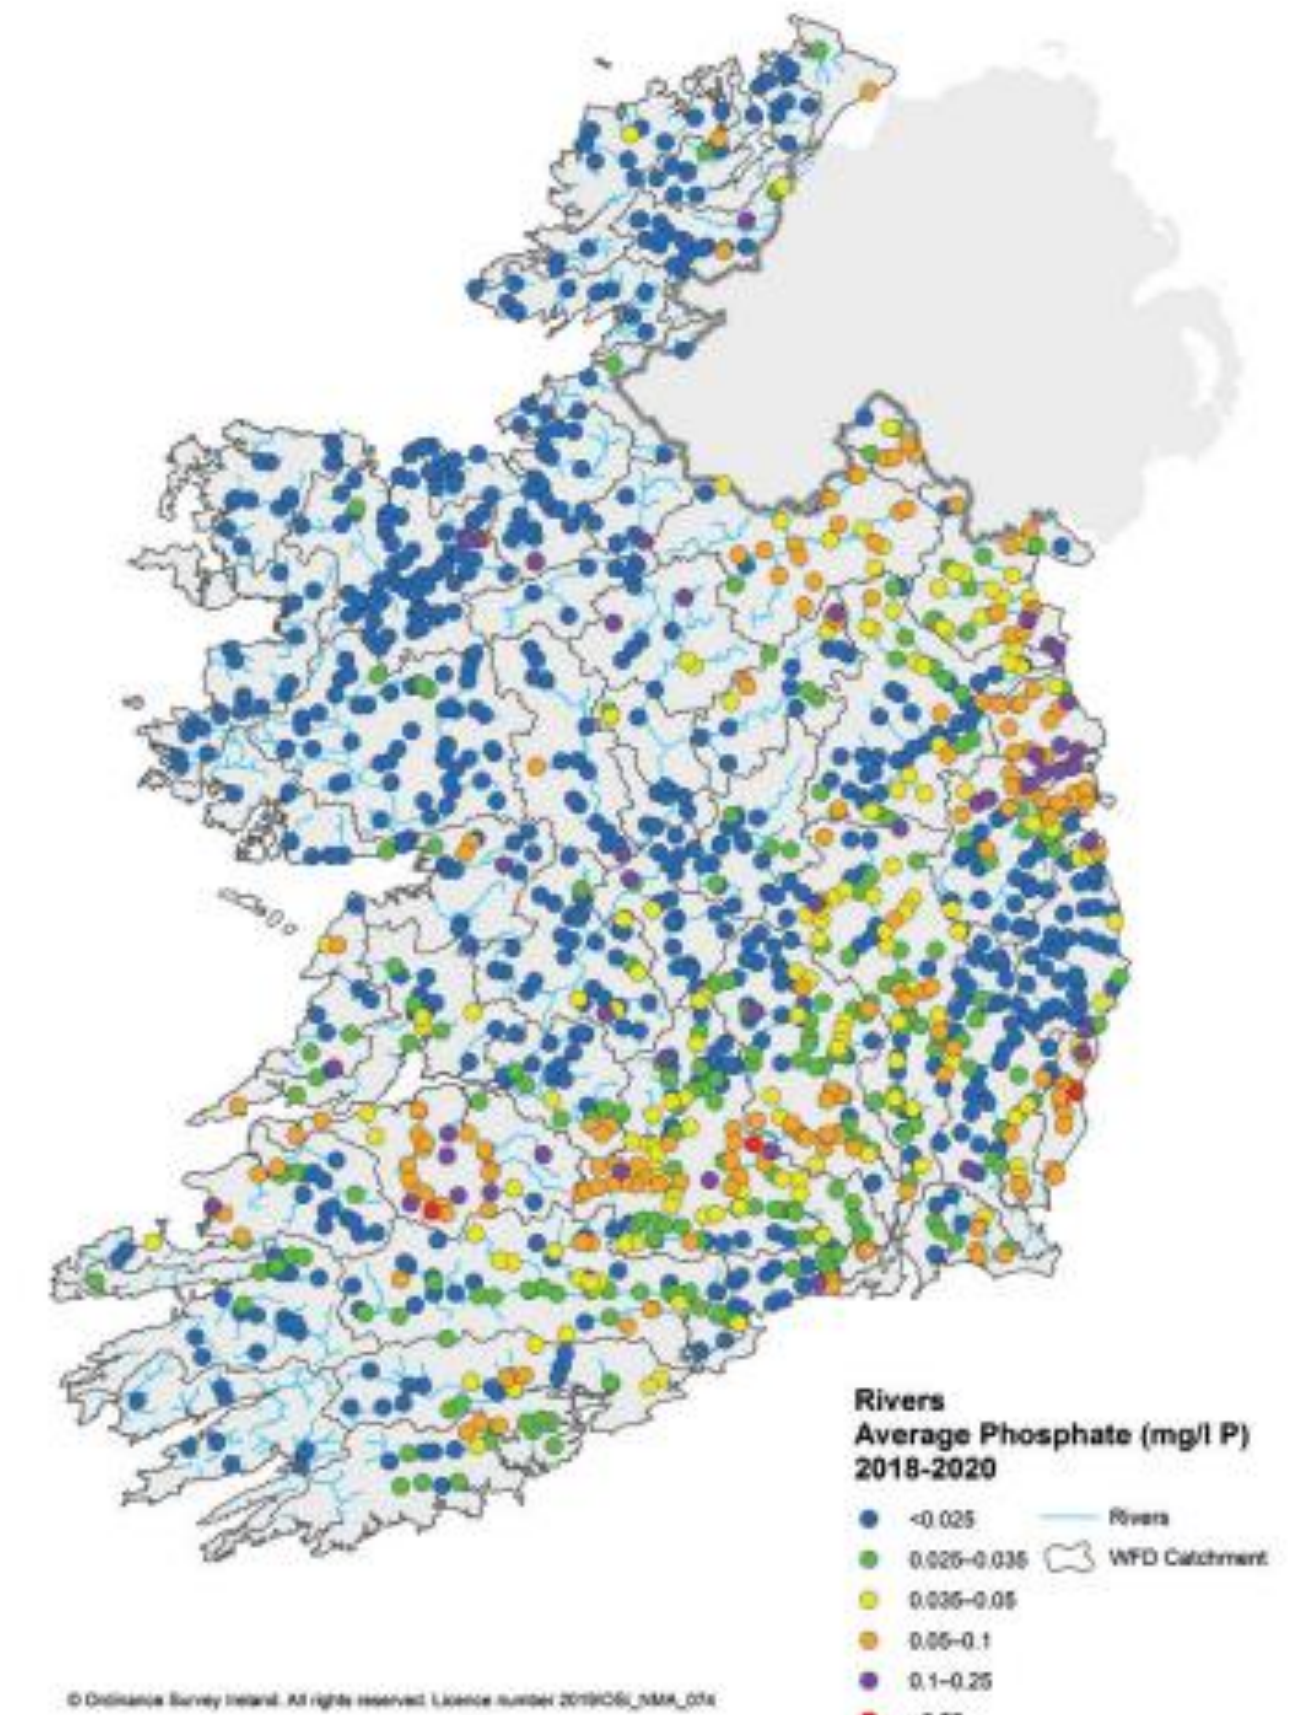 Rivers
Average Phosphate (mg/l P)
2018-2020
<0.025
Rivers
0.025–0.035
WFD Catchment
0.035–0.05
0.05–0.1
0.1–0.25
© Ordinance Survey Ireland. All rights reserved. Licence number